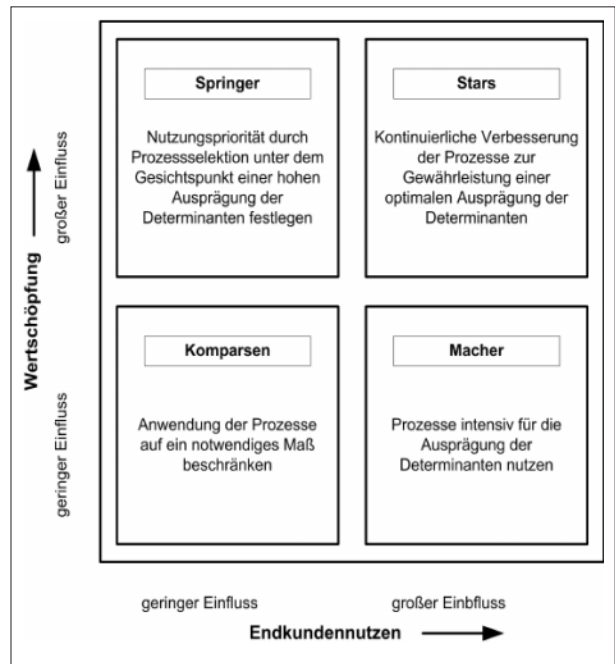 Springer
Nutzungspriorität durch
Prozessselektion unter dem
Gesichtspunkt einer hohen
Ausprägung der
Determinanten festlegen
Stars
Kontinuierliche Verbesserung
der Prozesse zur
Gewährleistung einer
optimalen Ausprägung der
Determinanten
Komparsen
Anwendung der Prozesse
auf ein notwendiges Maß
beschränken
Macher
Prozesse intensiv für die
Ausprägung der
Determinanten nutzen
Wertschöpfung
großer Einfluss
geringer Einfluss
geringer Einfluss
großer Einbfluss
Endkundennutzen